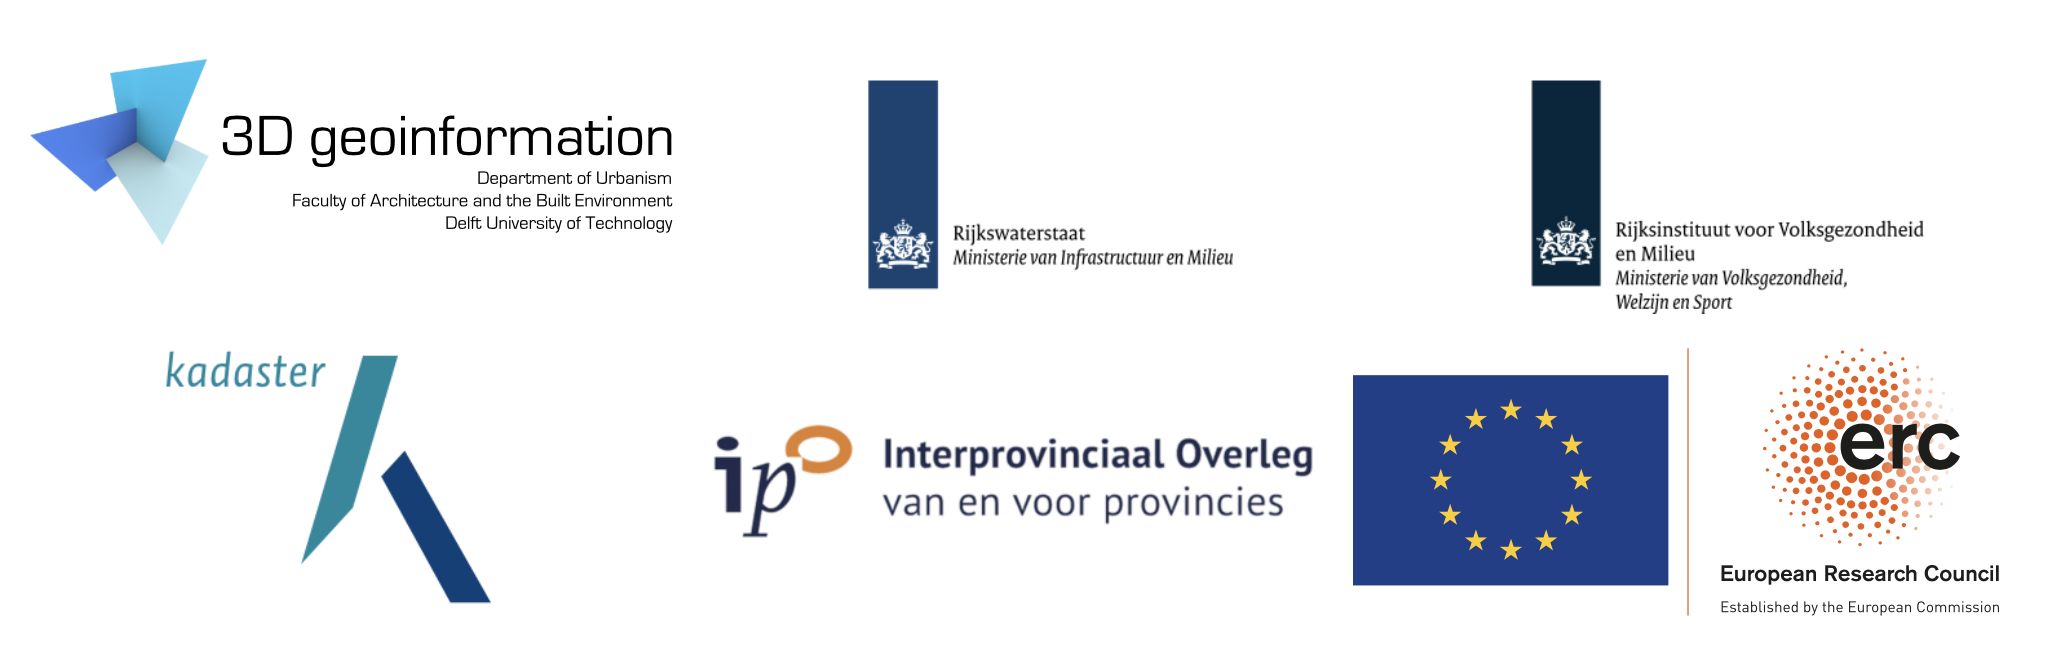 3D geoinformation
Department of Urbanism
Faculty of Architecture and the Built Environment
Delft University of Technology
Rijkswaterstaat
Ministerie van Infrastructuur en Milieu
Rijksinstituut voor Volksgezondheid
en Milieu
Ministerie van Volksgezondheid,
Welzijn en Sport
kadaster
ipo
Interprovinciaal Overleg
van en voor provincies
erc
European Research Council
Established by the European Commission